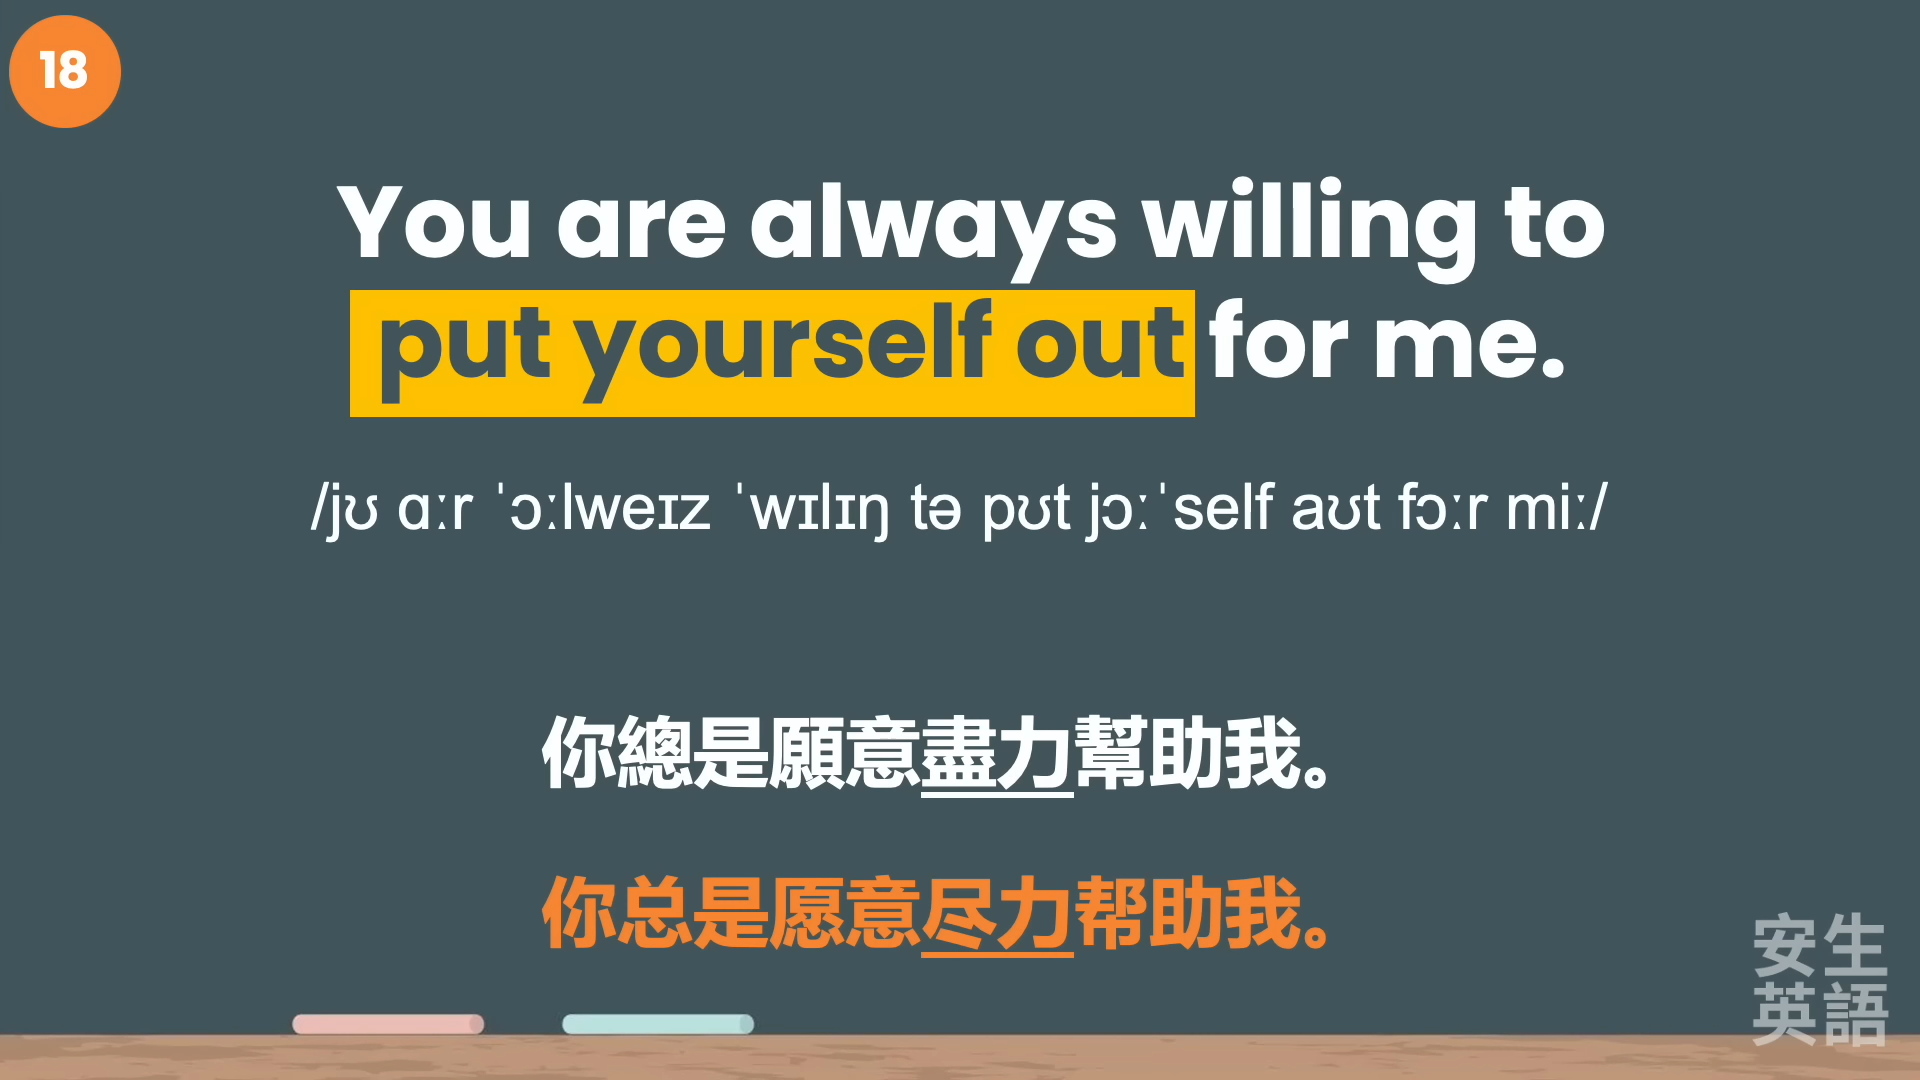 18
You are always willing to
put yourself out for me.
/jʊ ɑːr ˈɔːlweɪz ˈwɪlɪŋ tə pʊt jɔːˈself aʊt fɔːr miː/
你總是願意盡力幫助我。
你总是愿意尽力帮助我。
安生
英語